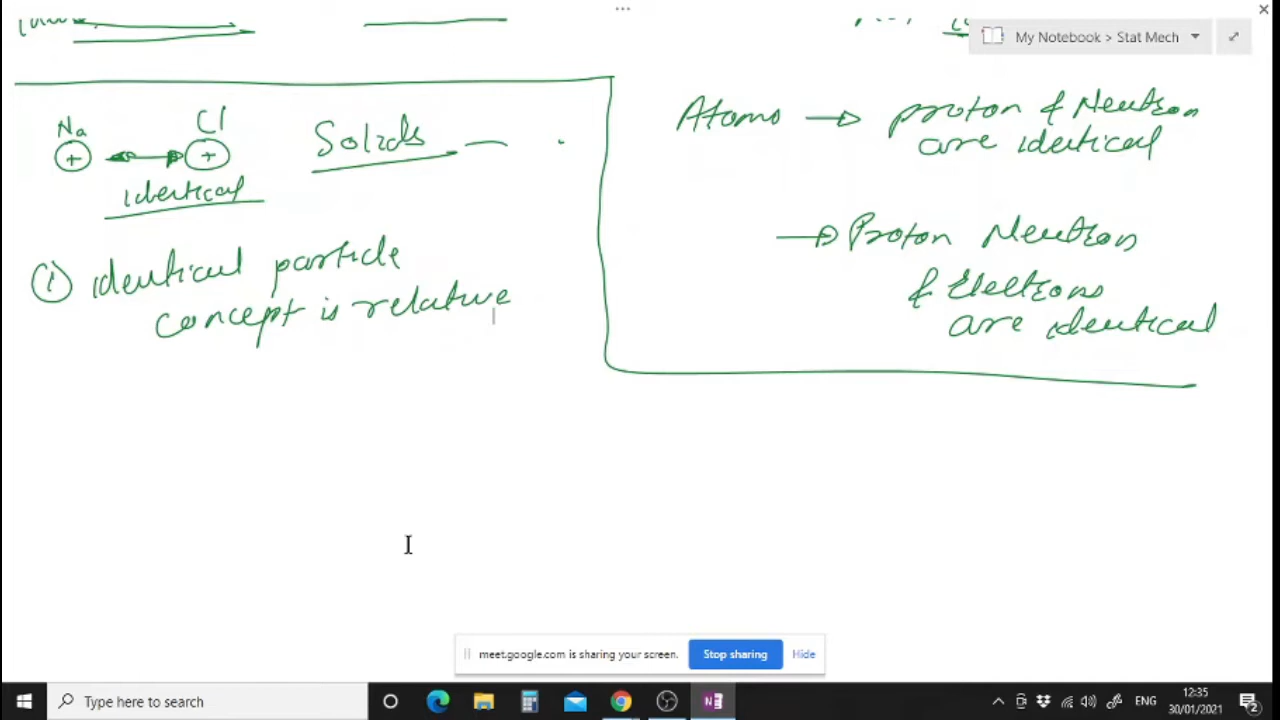 My Notebook > Stat Mech
Na
Cl
+
+
identical
Solids
① identical particle
concept is relative
Atoms → proton & Neutron
are identical
→ Proton Neutron
& Electrons
are identical
meet.google.com is sharing your screen.
Stop sharing
Hide
Type here to search
ENG
12:35
30/01/2021
2